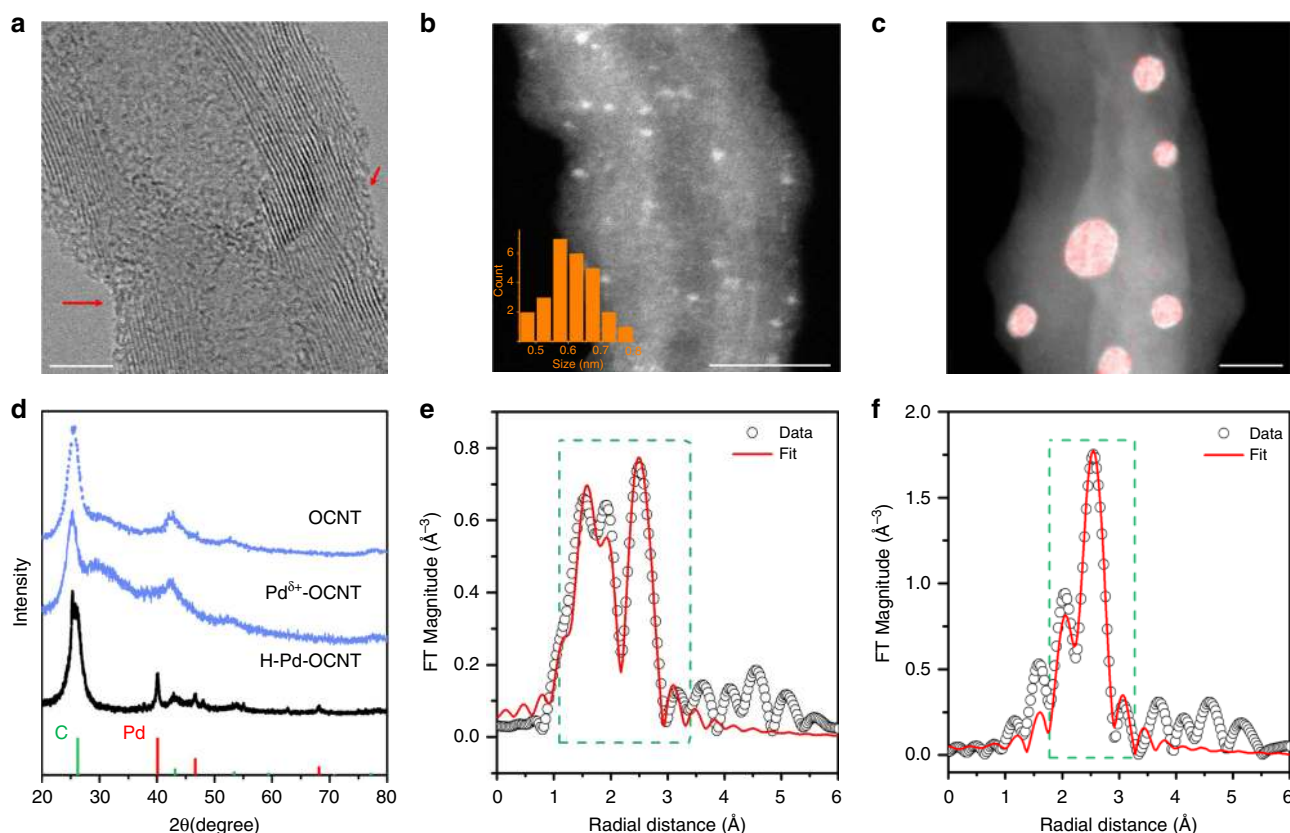 a
b
c
Count
6
4
2
0.5 0.6 0.7 0.8
Size (nm)
d
OCNT
Pdδ+-OCNT
H-Pd-OCNT
C
Pd
Intensity
20 30 40 50 60 70 80
2θ(degree)
e
Data
Fit
FT Magnitude (Å–3)
0.8
0.6
0.4
0.2
0.0
0 1 2 3 4 5 6
Radial distance (Å)
f
Data
Fit
FT Magnitude (Å–3)
2.0
1.5
1.0
0.75
0.25
0.0
0 1 2 3 4 5 6
Radial distance (Å)